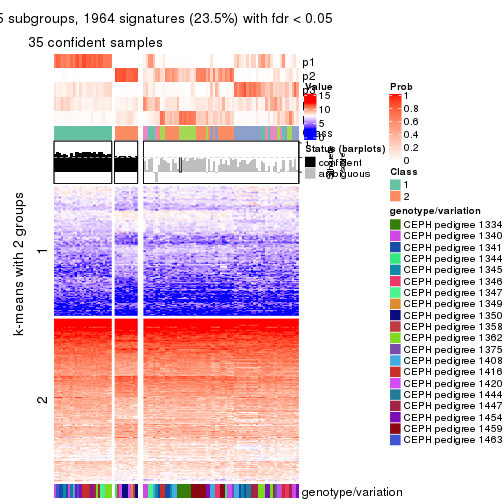 5 subgroups, 1964 signatures (23.5%) with fdr < 0.05
35 confident samples
p1
p2
Value
15
10
5
0
Prob
1
0.8
0.6
0.4
0.2
0
Status (barplots)
confident
ambiguous
Class
1
2
genotype/variation
CEPH pedigree 1334
CEPH pedigree 1340
CEPH pedigree 1341
CEPH pedigree 1344
CEPH pedigree 1345
CEPH pedigree 1346
CEPH pedigree 1347
CEPH pedigree 1349
CEPH pedigree 1350
CEPH pedigree 1358
CEPH pedigree 1362
CEPH pedigree 1375
CEPH pedigree 1408
CEPH pedigree 1416
CEPH pedigree 1420
CEPH pedigree 1444
CEPH pedigree 1447
CEPH pedigree 1454
CEPH pedigree 1459
CEPH pedigree 1463
k-means with 2 groups
1
2
genotype/variation